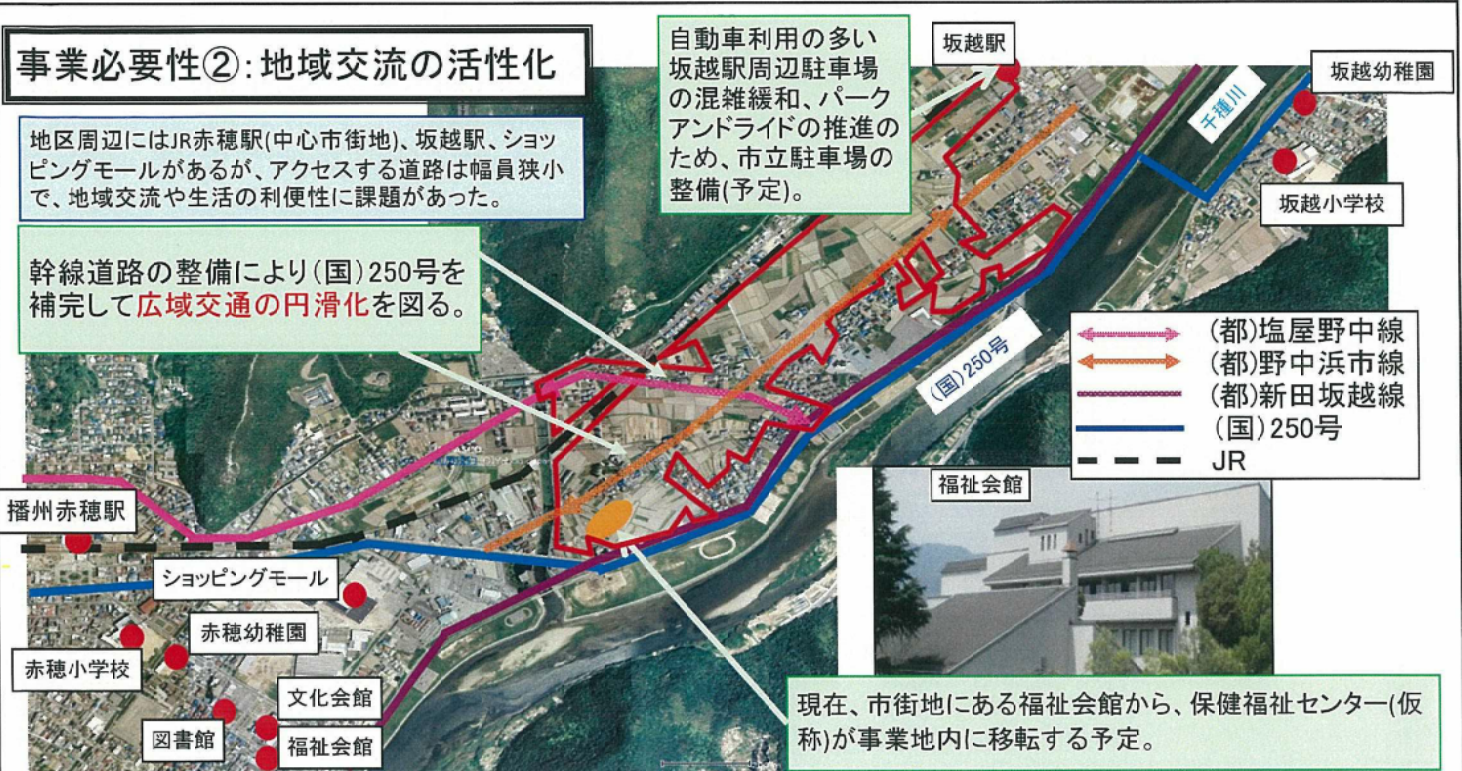 事業必要性②:地域交流の活性化
地区周辺にはJR赤穂駅(中心市街地)、坂越駅、ショッ
ピングモールがあるが、アクセスする道路は幅員狭小
で、地域交流や生活の利便性に課題があった。
幹線道路の整備により(国)250号を
補完して広域交通の円滑化を図る。
自動車利用の多い
坂越駅周辺駐車場
の混雑緩和、パーク
アンドライドの推進の
ため、市立駐車場の
整備(予定)。
坂越駅
千種川
坂越幼稚園
坂越小学校
(国)250号
(都)塩屋野中線
(都)野中浜市線
(都)新田坂越線
(国)250号
JR
播州赤穂駅
ショッピングモール
赤穂幼稚園
赤穂小学校
文化会館
図書館
福祉会館
福祉会館
現在、市街地にある福祉会館から、保健福祉センター(仮
称)が事業地内に移転する予定。